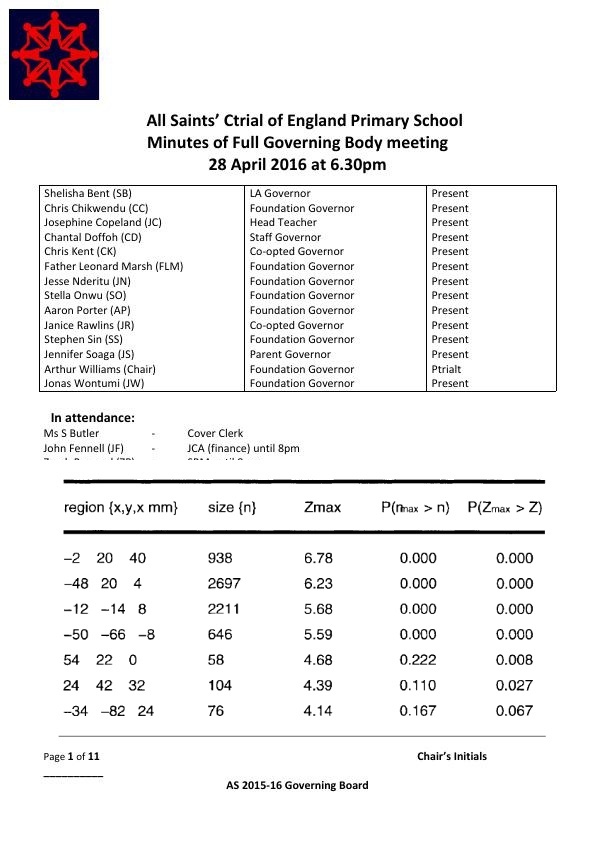 All Saints’ Ctrial of England Primary School
Minutes of Full Governing Body meeting
28 April 2016 at 6.30pm
Shelisha Bent (SB) LA Governor Present
Chris Chikwendu (CC) Foundation Governor Present
Josephine Copeland (JC) Head Teacher Present
Chantal Doffoh (CD) Staff Governor Present
Chris Kent (CK) Co-opted Governor Present
Father Leonard Marsh (FLM) Foundation Governor Present
Jesse Nderitu (JN) Foundation Governor Present
Stella Onwu (SO) Foundation Governor Present
Aaron Porter (AP) Foundation Governor Present
Janice Rawlins (JR) Co-opted Governor Present
Stephen Sin (SS) Foundation Governor Present
Jennifer Soaga (JS) Parent Governor Present
Arthur Williams (Chair) Foundation Governor Ptrialt
Jonas Wontumi (JW) Foundation Governor Present
In attendance:
Ms S Butler - Cover Clerk
John Fennell (JF) - JCA (finance) until 8pm
region {x,y,x mm} size {n} Zmax P(nmax > n) P(Zmax > Z)
−2 20 40 938 6.78 0.000 0.000
−48 20 4 2697 6.23 0.000 0.000
−12 −14 8 2211 5.68 0.000 0.000
−50 −66 −8 646 5.59 0.000 0.000
54 22 0 58 4.68 0.222 0.008
24 42 32 104 4.39 0.110 0.027
−34 −82 24 76 4.14 0.167 0.067
Page 1 of 11 Chair’s Initials
__________
AS 2015-16 Governing Board